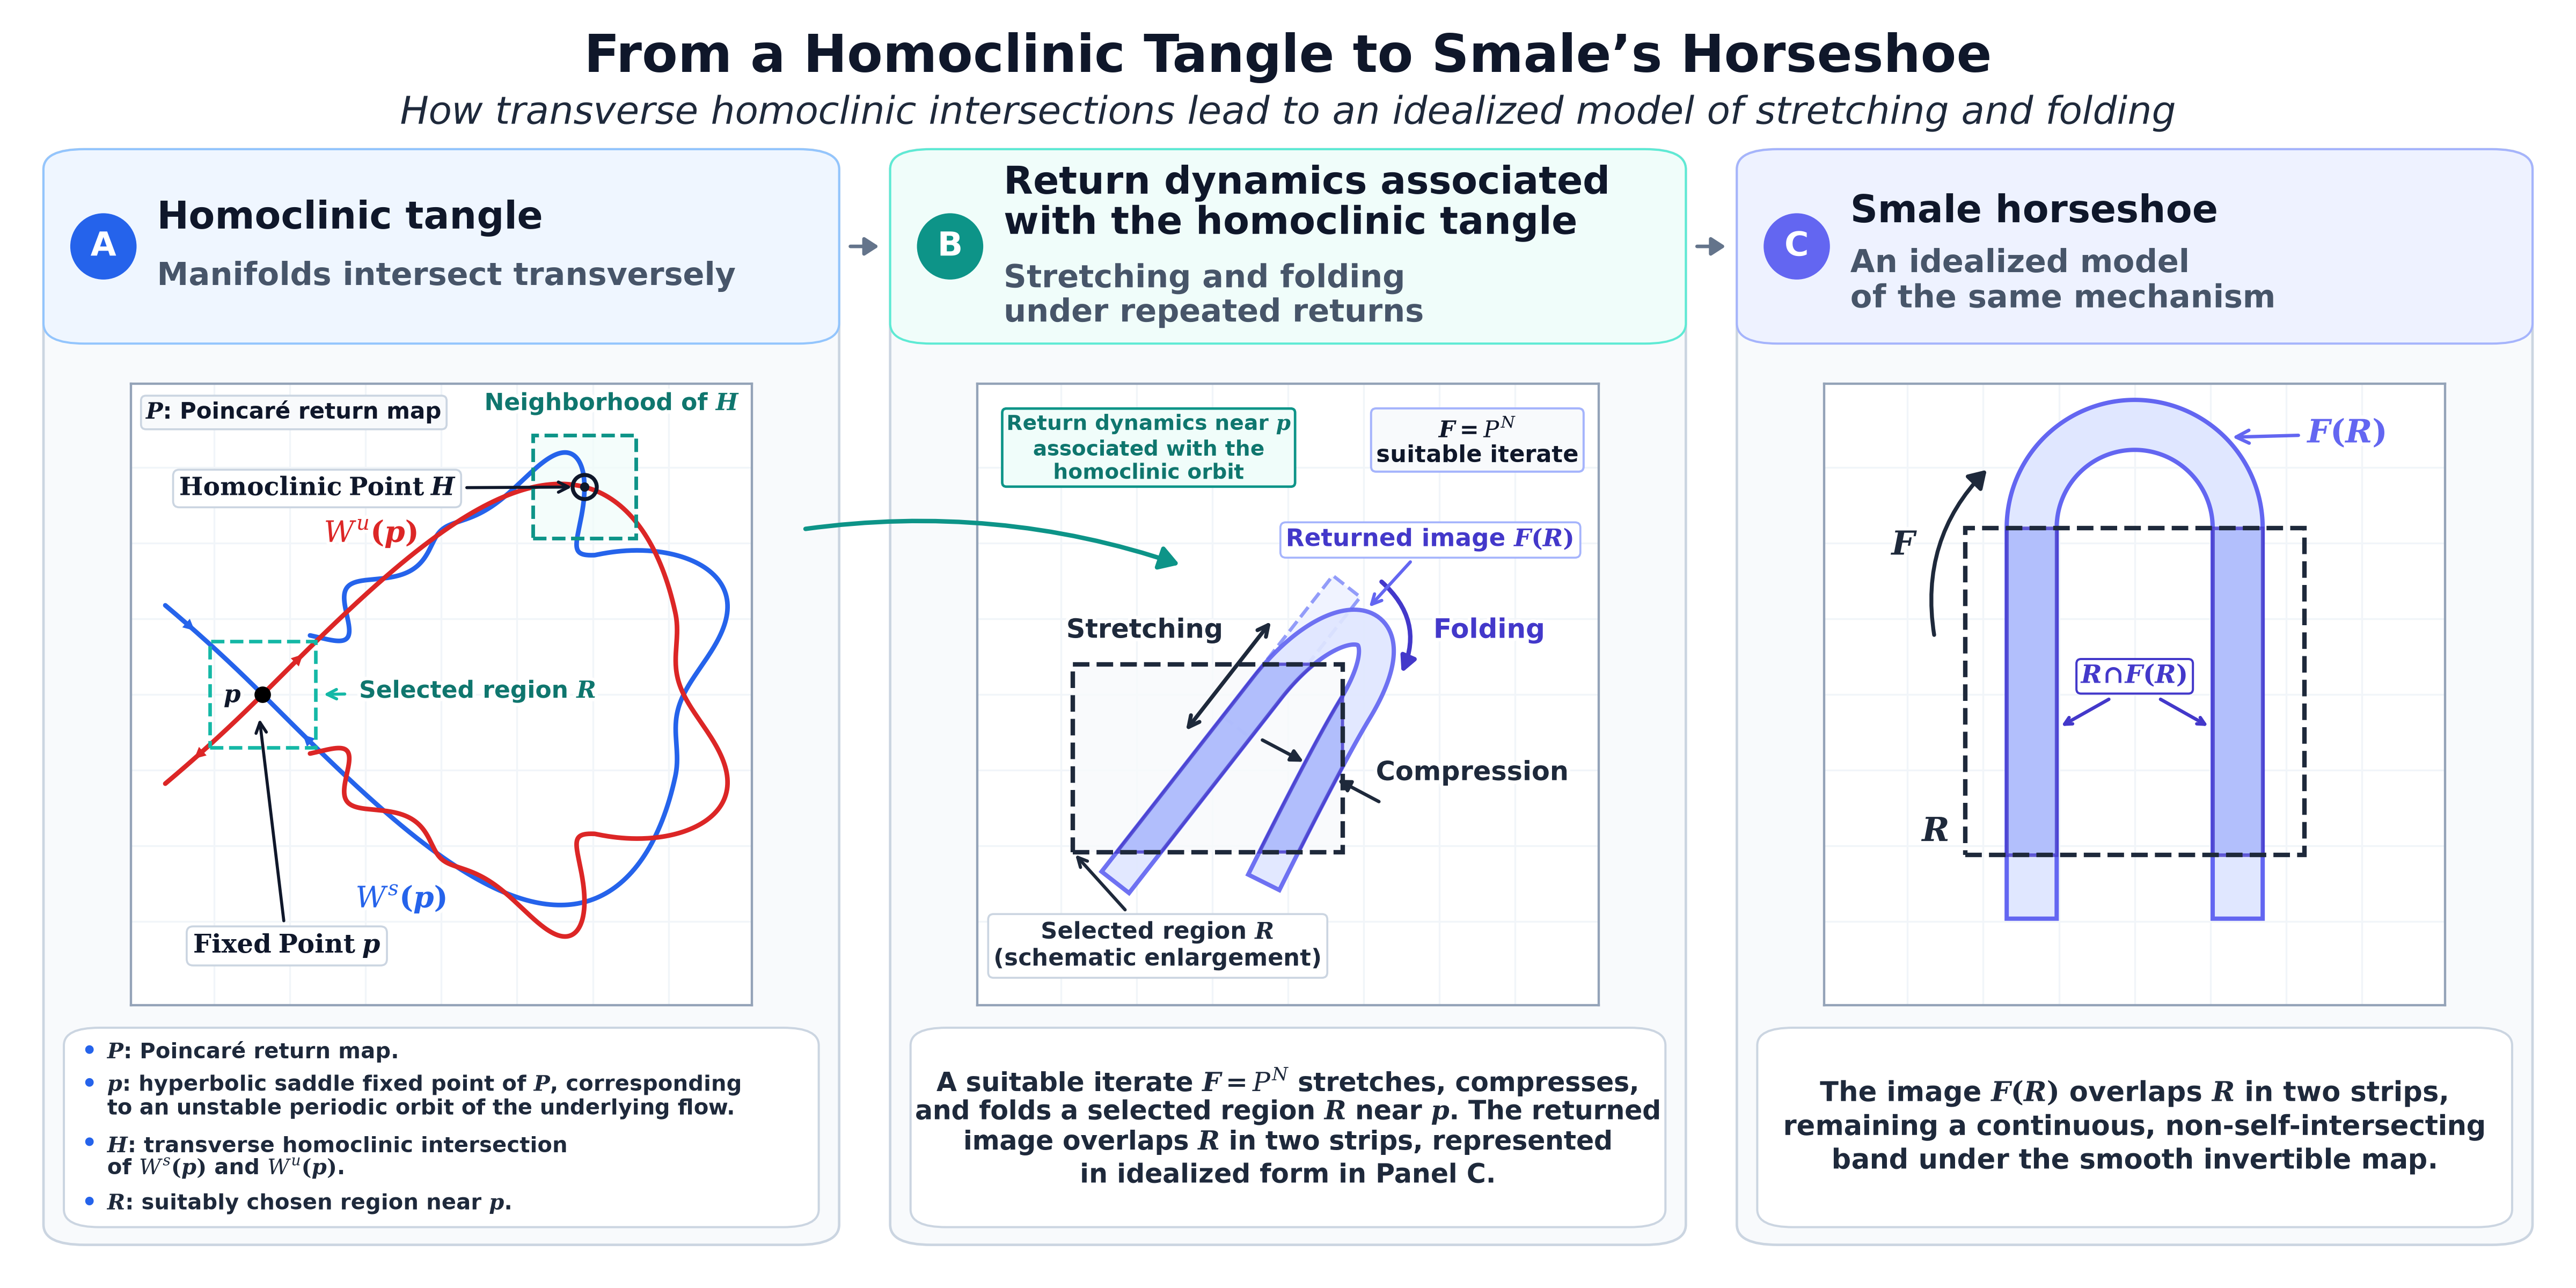 From a Homoclinic Tangle to Smale’s Horseshoe
How transverse homoclinic intersections lead to an idealized model of stretching and folding
A
Homoclinic tangle
Manifolds intersect transversely
P: Poincaré return map
Neighborhood of H
Homoclinic Point H
Wᵘ(p)
p
Selected region R
Wˢ(p)
Fixed Point p
• P: Poincaré return map.
• p: hyperbolic saddle fixed point of P, corresponding
to an unstable periodic orbit of the underlying flow.
• H: transverse homoclinic intersection
of Wˢ(p) and Wᵘ(p).
• R: suitably chosen region near p.
B
Return dynamics associated
with the homoclinic tangle
Stretching and folding
under repeated returns
Return dynamics near p
associated with the
homoclinic orbit
F = Pᴺ
suitable iterate
Returned image F(R)
Stretching
Folding
Compression
Selected region R
(schematic enlargement)
A suitable iterate F = Pᴺ stretches, compresses,
and folds a selected region R near p. The returned
image overlaps R in two strips, represented
in idealized form in Panel C.
C
Smale horseshoe
An idealized model
of the same mechanism
F(R)
F
R∩F(R)
R
The image F(R) overlaps R in two strips,
remaining a continuous, non-self-intersecting
band under the smooth invertible map.